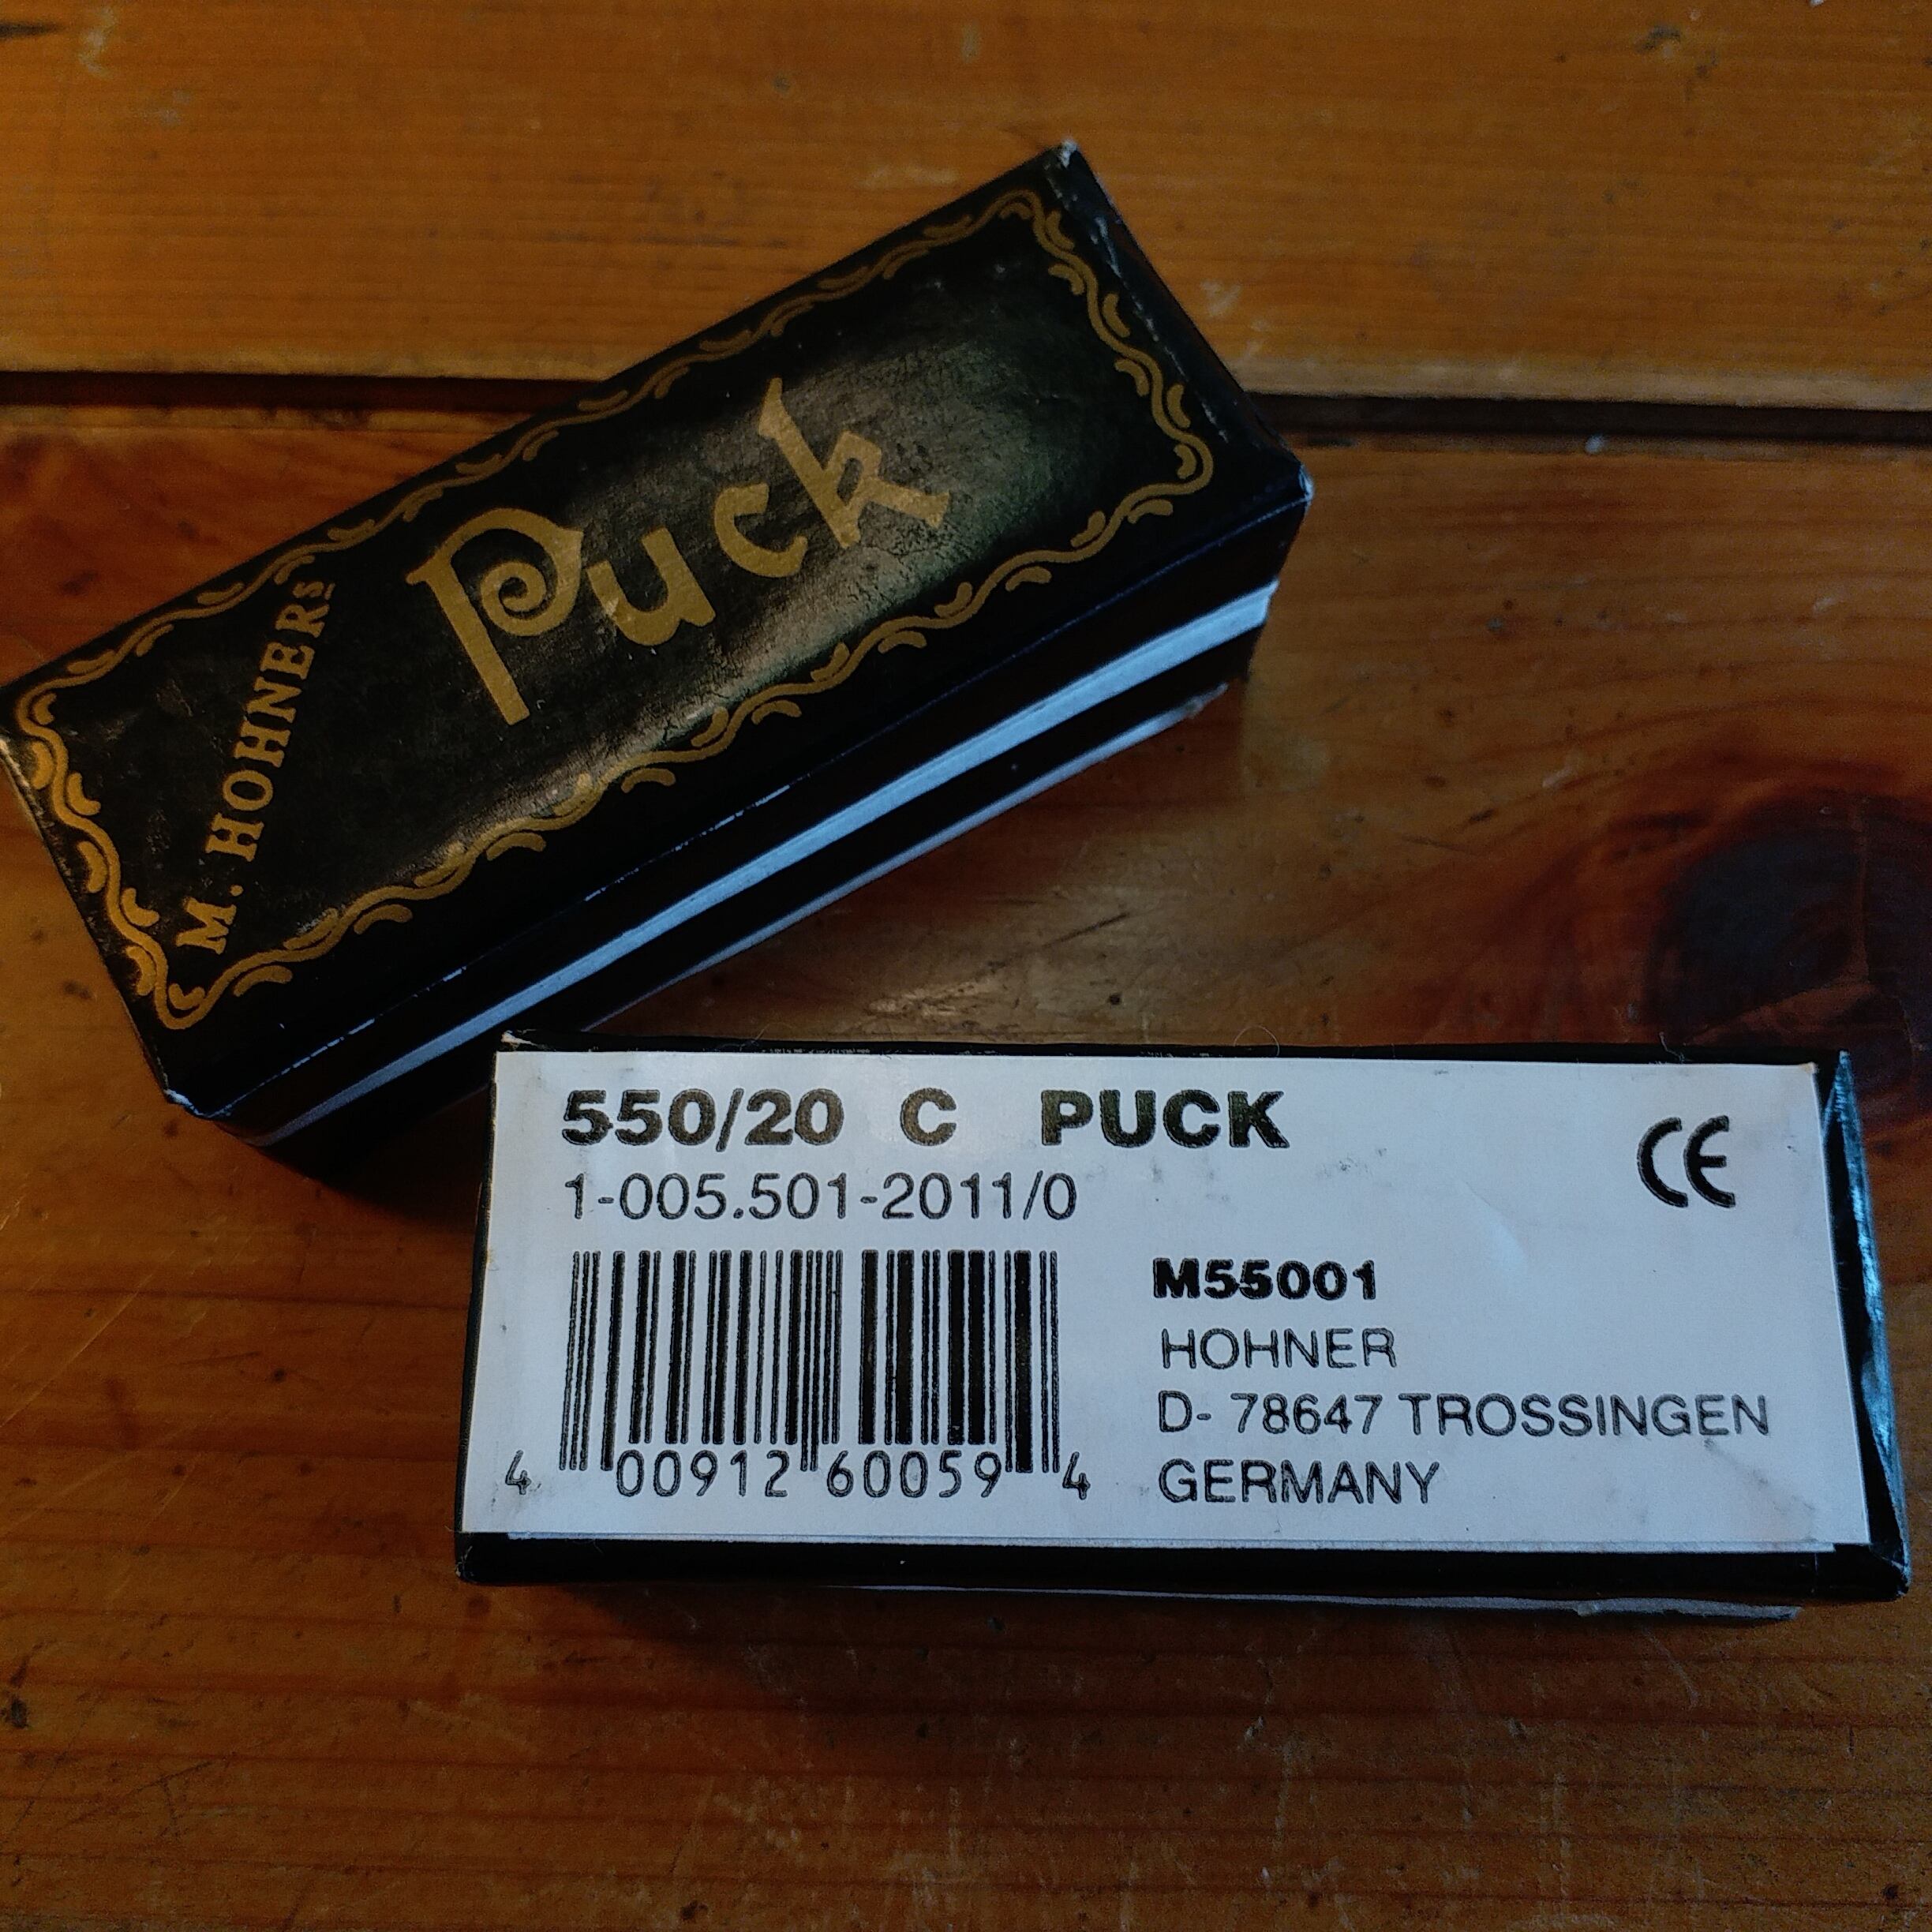 M. HOHNERS
Puck
550/20 C PUCK
1-005.501-2011/0
CE
M55001
HOHNER
D- 78647 TROSSINGEN
GERMANY
4 00912 60059 4